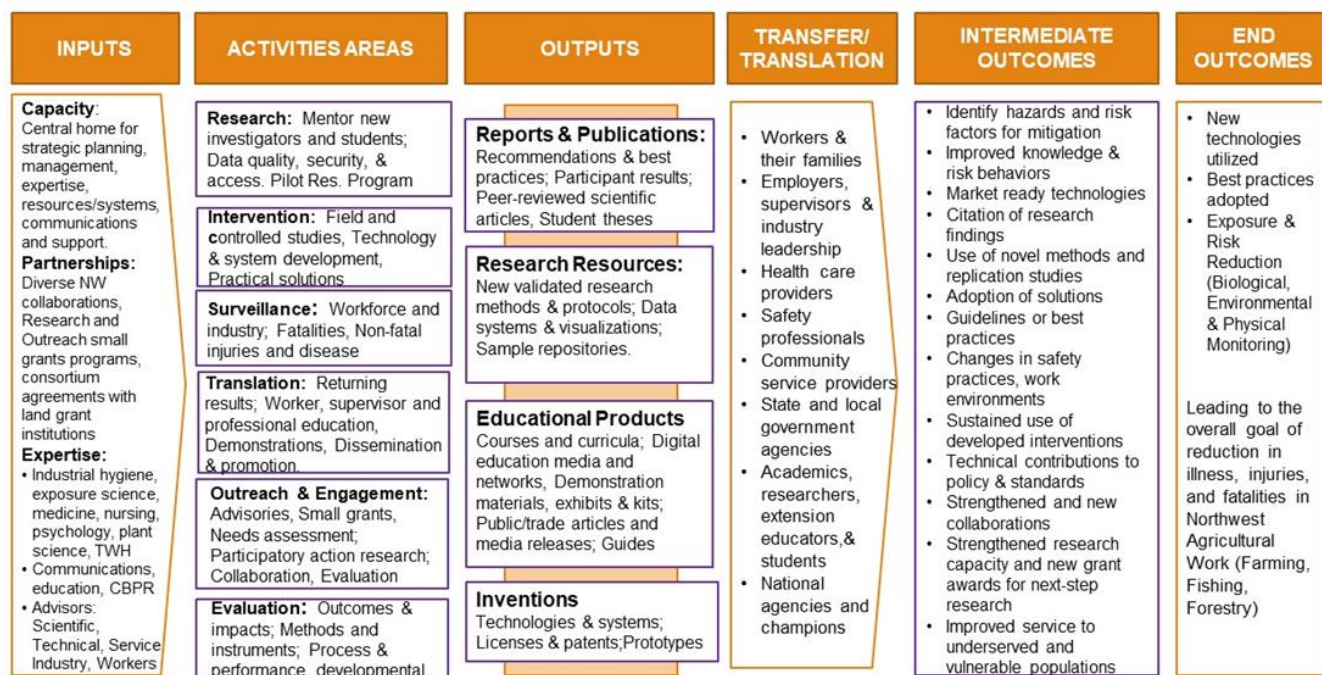 INPUTS
Capacity:
Central home for
strategic planning,
management,
expertise,
resources/systems,
communications
and support.
Partnerships:
Diverse NW
collaborations,
Research and
Outreach small
grants programs,
consortium
agreements with
land grant
institutions
Expertise:
• Industrial hygiene,
exposure science,
medicine, nursing,
psychology, plant
science, TWH
• Communications,
education, CBPR
• Advisors:
Scientific,
Technical, Service
Industry, Workers
ACTIVITIES AREAS
Research: Mentor new
investigators and students;
Data quality, security, &
access. Pilot Res. Program
Intervention: Field and
controlled studies, Technology
& system development,
Practical solutions
Surveillance: Workforce and
industry; Fatalities, Non-fatal
injuries and disease
Translation: Returning
results; Worker, supervisor and
professional education,
Demonstrations, Dissemination
& promotion.
Outreach & Engagement:
Advisories, Small grants,
Needs assessment;
Participatory action research;
Collaboration, Evaluation
Evaluation: Outcomes &
impacts; Methods and
instruments; Process &
performance, developmental
OUTPUTS
Reports & Publications:
Recommendations & best
practices; Participant results;
Peer-reviewed scientific
articles, Student theses
Research Resources:
New validated research
methods & protocols; Data
systems & visualizations;
Sample repositories.
Educational Products
Courses and curricula; Digital
education media and
networks, Demonstration
materials, exhibits & kits;
Public/trade articles and
media releases; Guides
Inventions
Technologies & systems;
Licenses & patents;Prototypes
TRANSFER/
TRANSLATION
• Workers &
their families
• Employers,
supervisors &
industry
leadership
• Health care
providers
• Safety
professionals
• Community
service providers
• State and local
government
agencies
• Academics,
researchers,
extension
educators,&
students
• National
agencies and
champions
INTERMEDIATE
OUTCOMES
• Identify hazards and risk
factors for mitigation
• Improved knowledge &
risk behaviors
• Market ready technologies
• Citation of research
findings
• Use of novel methods and
replication studies
• Adoption of solutions
• Guidelines or best
practices
• Changes in safety
practices, work
environments
• Sustained use of
developed interventions
• Technical contributions to
policy & standards
• Strengthened and new
collaborations
• Strengthened research
capacity and new grant
awards for next-step
research
• Improved service to
underserved and
vulnerable populations
END
OUTCOMES
• New
technologies
utilized
• Best practices
adopted
• Exposure &
Risk
Reduction
(Biological,
Environmental
& Physical
Monitoring)
Leading to the
overall goal of
reduction in
illness, injuries,
and fatalities in
Northwest
Agricultural
Work (Farming,
Fishing,
Forestry)